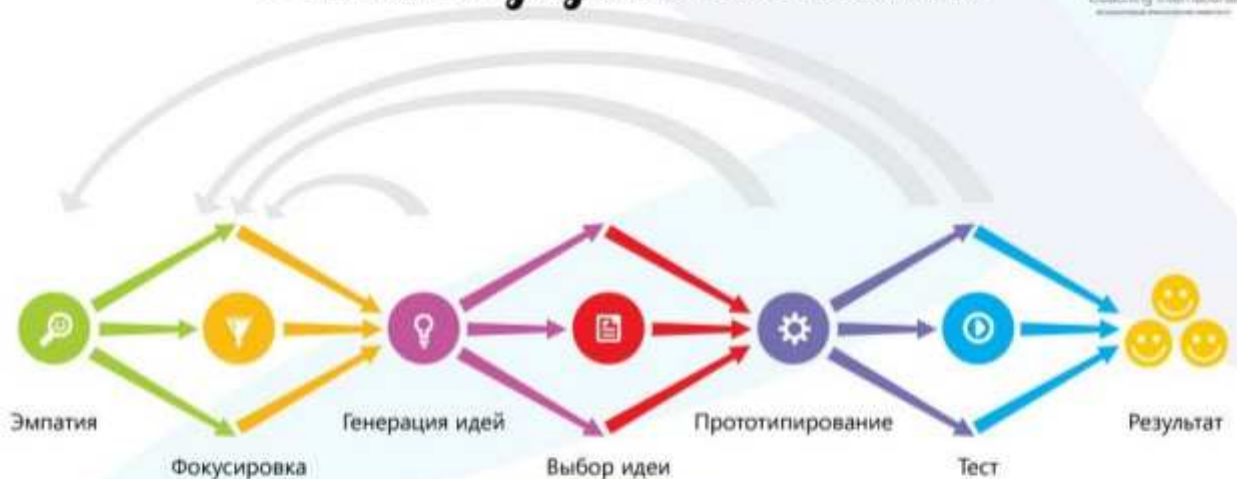 Эмпатия
Фокусировка
Генерация идей
Выбор идеи
Прототипирование
Тест
Результат